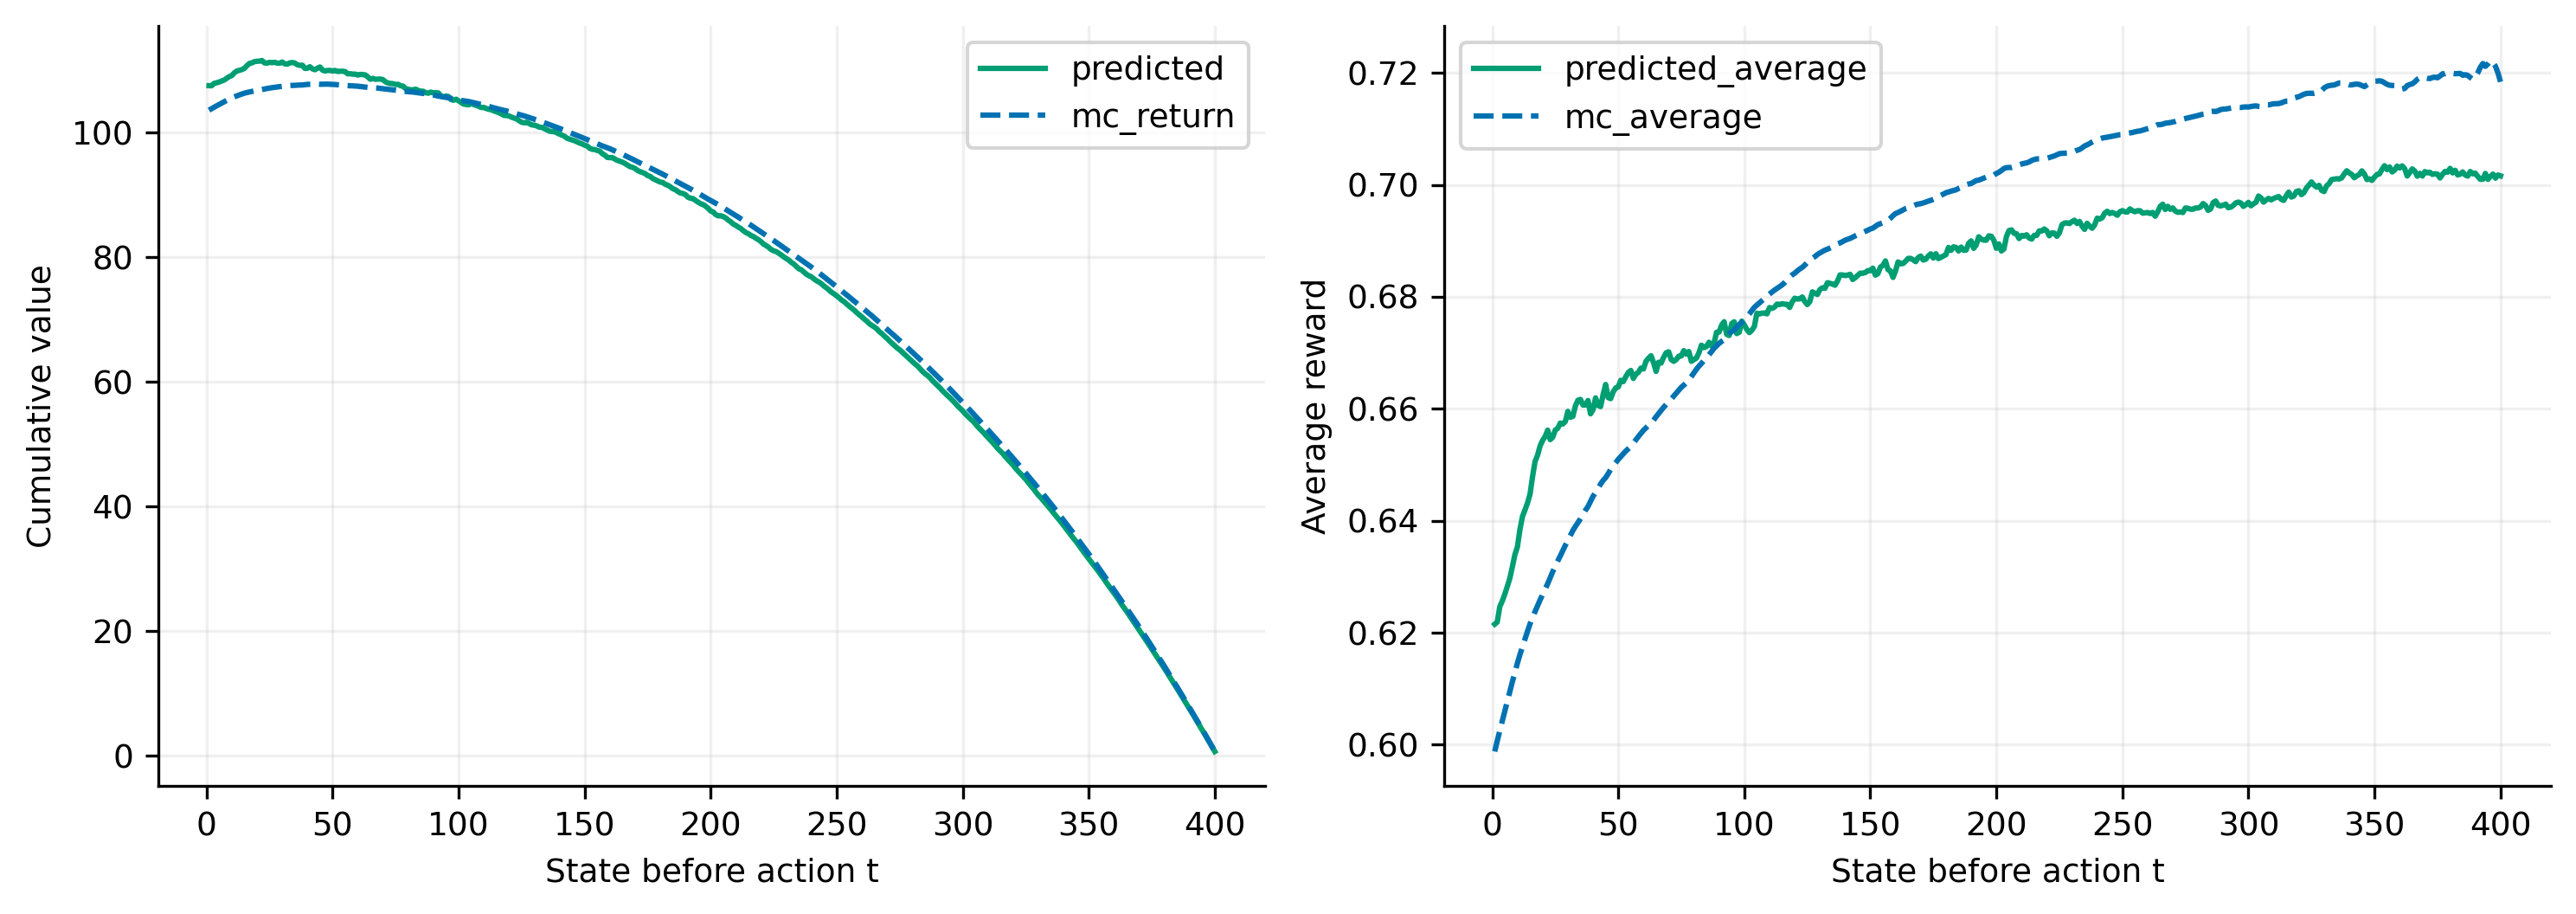 predicted
mc_return
100
80
60
40
20
0
Cumulative value
0 50 100 150 200 250 300 350 400
State before action t
predicted_average
mc_average
0.72
0.70
0.68
0.66
0.64
0.62
0.60
Average reward
0 50 100 150 200 250 300 350 400
State before action t